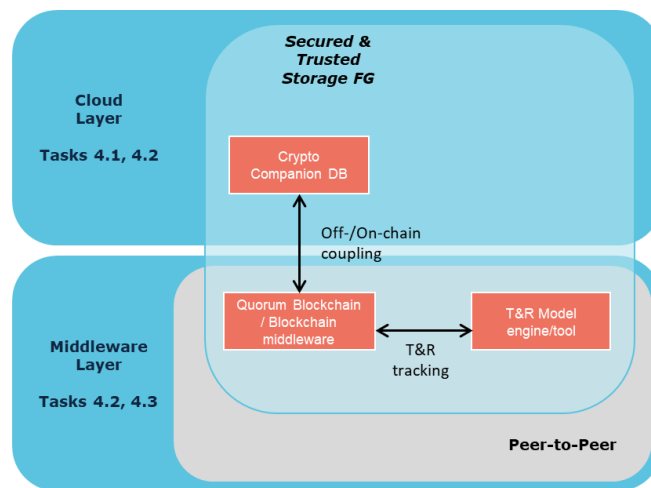 Secured &
Trusted
Storage FG
Cloud
Layer
Tasks 4.1, 4.2
Crypto
Companion DB
Off-/On-chain
coupling
Quorum Blockchain
/ Blockchain
middleware
T&R Model
engine/tool
T&R
tracking
Middleware
Layer
Tasks 4.2, 4.3
Peer-to-Peer